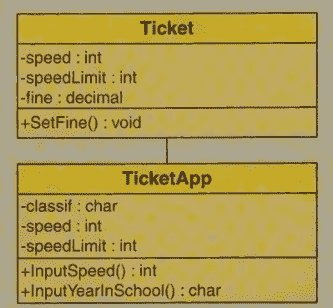 Ticket
-speed : int
-speedLimit : int
-fine : decimal
+SetFine() : void
TicketApp
-classif : char
-speed : int
-speedLimit : int
+InputSpeed() : int
+InputYearInSchool() : char